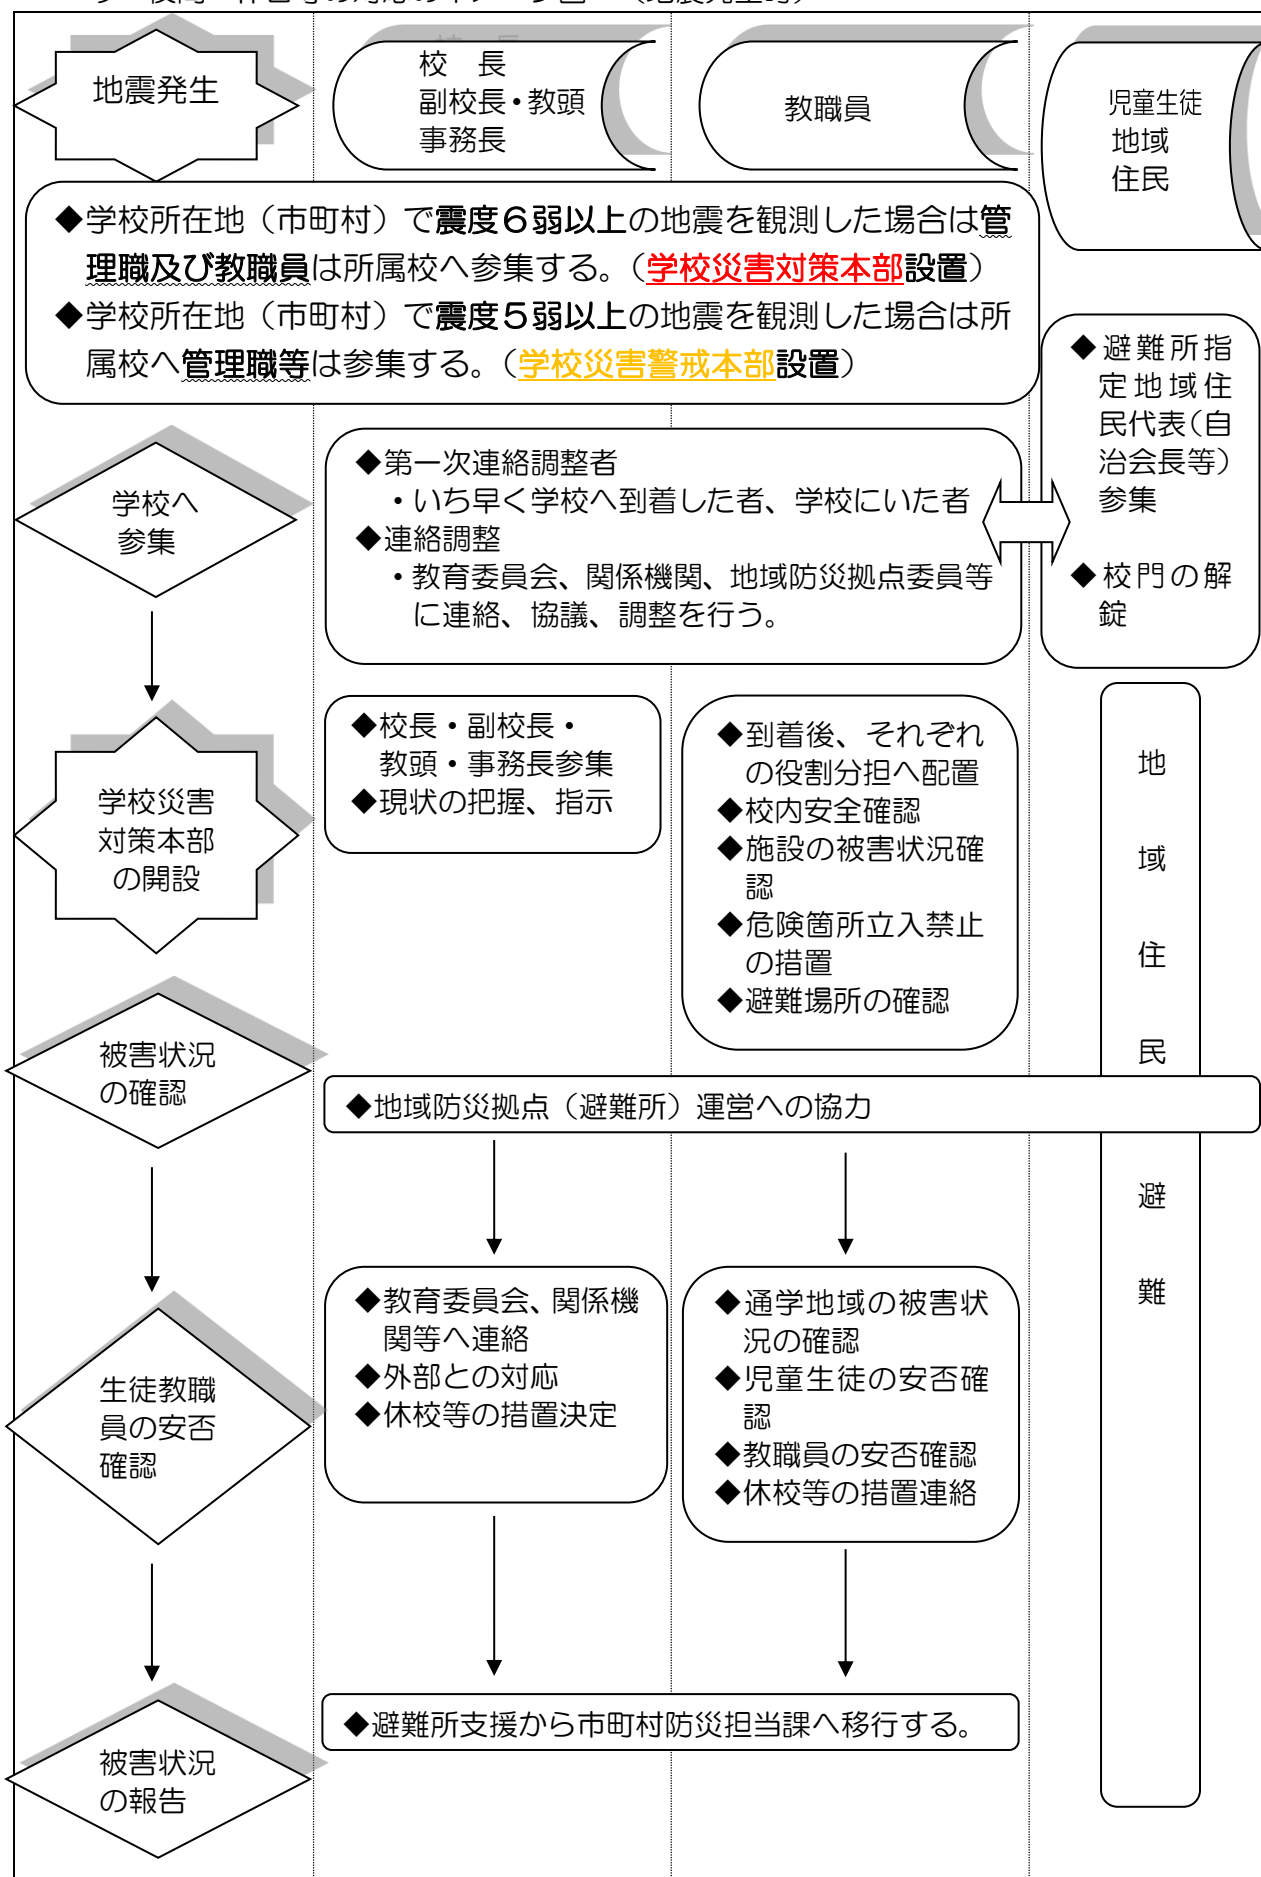 地震発生
校　長
副校長・教頭
事務長
教職員
児童生徒
地域
住民
◆学校所在地（市町村）で震度６弱以上の地震を観測した場合は管
理職及び教職員は所属校へ参集する。（学校災害対策本部設置）
◆学校所在地（市町村）で震度５弱以上の地震を観測した場合は所
属校へ管理職等は参集する。（学校災害警戒本部設置）
◆避難所指
定地域住
民代表（自
治会長等）
参集
◆校門の解
錠
学校へ
参集
◆第一次連絡調整者
・いち早く学校へ到着した者、学校にいた者
◆連絡調整
・教育委員会、関係機関、地域防災拠点委員等
に連絡、協議、調整を行う。
学校災害
対策本部
の開設
◆校長・副校長・
教頭・事務長参集
◆現状の把握、指示
◆到着後、それぞれ
の役割分担へ配置
◆校内安全確認
◆施設の被害状況確
認
◆危険箇所立入禁止
の措置
◆避難場所の確認
地
域
住
民
避
難
被害状況
の確認
◆地域防災拠点（避難所）運営への協力
生徒教職
員の安否
確認
◆教育委員会、関係機
関等へ連絡
◆外部との対応
◆休校等の措置決定
◆通学地域の被害状
況の確認
◆児童生徒の安否確
認
◆教職員の安否確認
◆休校等の措置連絡
被害状況
の報告
◆避難所支援から市町村防災担当課へ移行する。